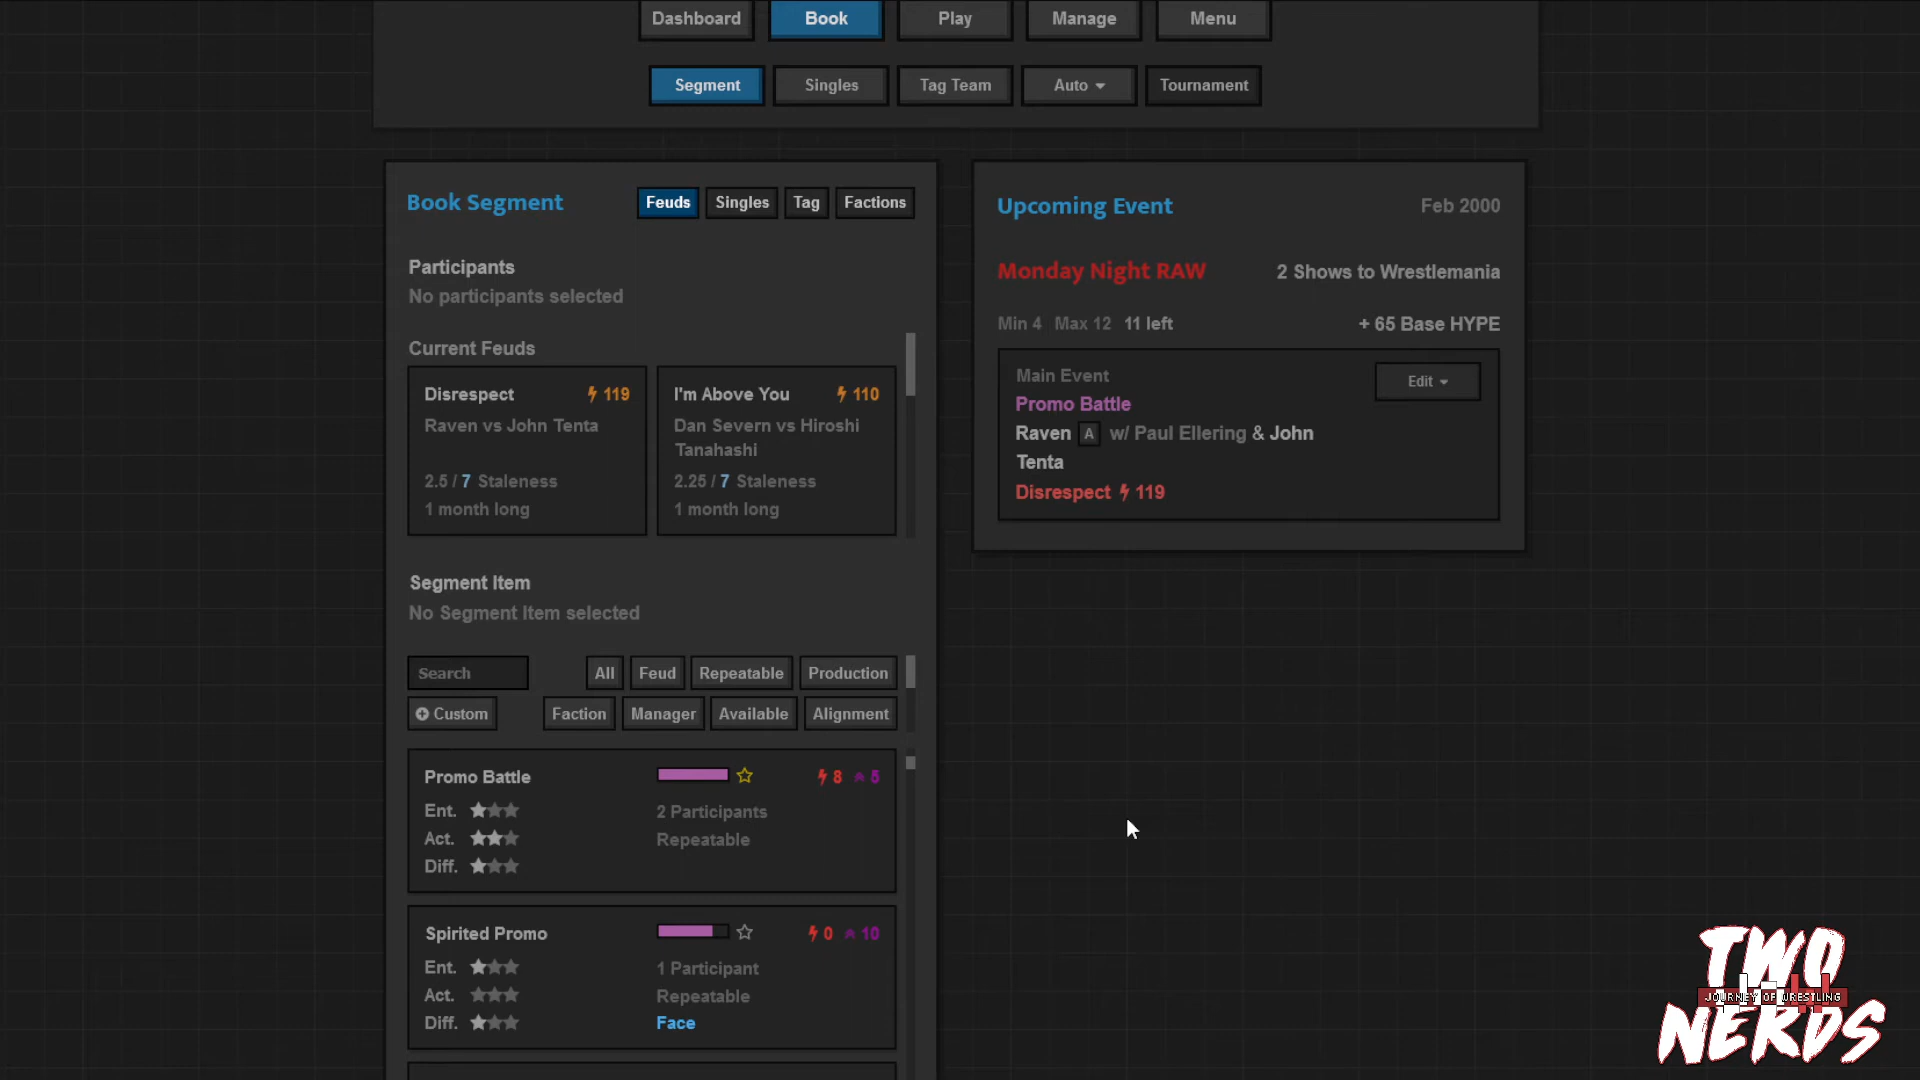 Dashboard Book Play Manage Menu
Segment Singles Tag Team Auto Tournament
Book Segment Feuds Singles Tag Factions
Participants
No participants selected
Current Feuds
Disrespect 119
Raven vs John Tenta
2.5 / 7 Staleness
1 month long
I'm Above You 110
Dan Severn vs Hiroshi
Tanahashi
2.25 / 7 Staleness
1 month long
Segment Item
No Segment Item selected
Search All Feud Repeatable Production
Custom Faction Manager Available Alignment
Promo Battle 8 5
Ent. 2 Participants
Act. Repeatable
Diff.
Spirited Promo 0 10
Ent. 1 Participant
Act. Repeatable
Diff. Face
Upcoming Event Feb 2000
Monday Night RAW 2 Shows to Wrestlemania
Min 4 Max 12 11 left + 65 Base HYPE
Main Event Edit
Promo Battle
Raven A w/ Paul Ellering & John
Tenta
Disrespect 119
TWO
JOURNEY OF WRESTLING
NERDS